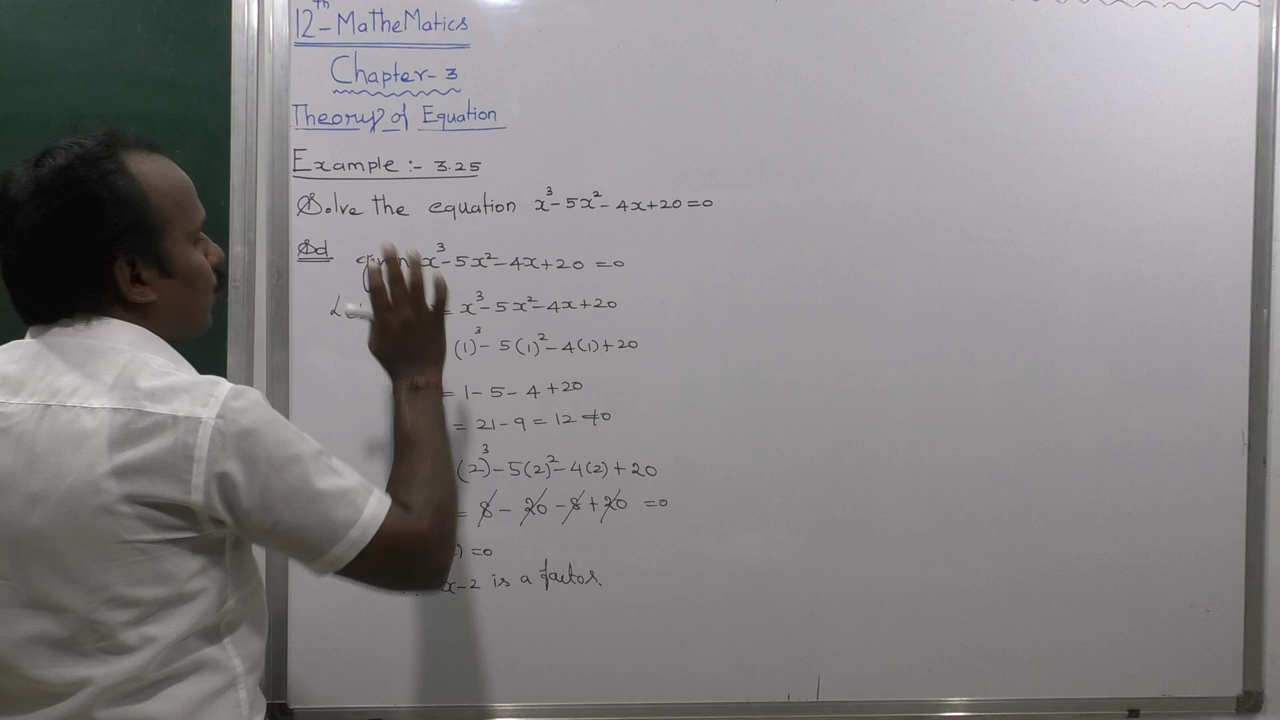 12th - MatheMatics
Chapter - 3
Theory of Equation
Example :- 3.25
Solve the equation x³-5x²-4x+20=0
Sol
given x³-5x²-4x+20=0
= x³-5x²-4x+20
(1)³-5(1)²-4(1)+20
= 1-5-4+20
= 21-9=12≠0
(2)³-5(2)²-4(2)+20
= 8-20-8+20=0
)=0
x-2 is a factor.